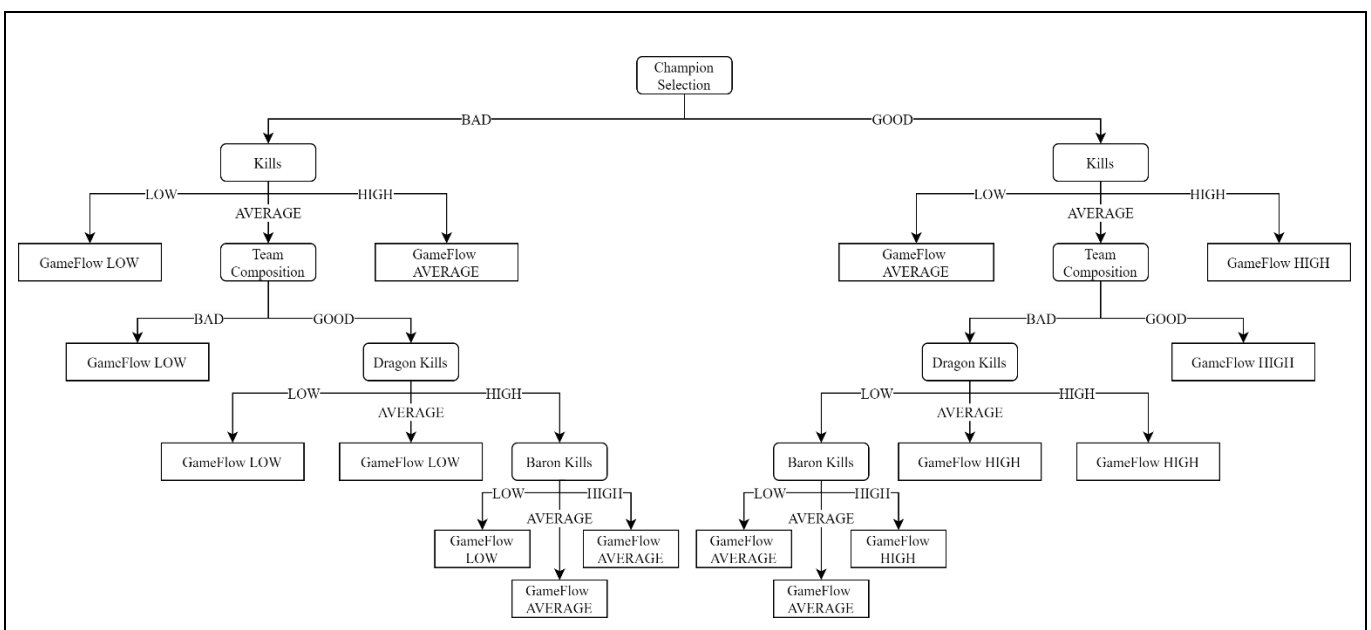 Champion
Selection
BAD
GOOD
Kills
Kills
LOW
HIGH
LOW
HIGH
AVERAGE
AVERAGE
GameFlow LOW
Team
Composition
GameFlow
AVERAGE
GameFlow
AVERAGE
Team
Composition
GameFlow HIGH
BAD
GOOD
BAD
GOOD
GameFlow LOW
Dragon Kills
Dragon Kills
GameFlow HIGH
LOW
HIGH
LOW
HIGH
AVERAGE
AVERAGE
GameFlow LOW
GameFlow LOW
Baron Kills
Baron Kills
GameFlow HIGH
GameFlow HIGH
LOW
HIGH
LOW
HIGH
AVERAGE
AVERAGE
GameFlow
LOW
GameFlow
AVERAGE
GameFlow
AVERAGE
GameFlow
HIGH
GameFlow
AVERAGE
GameFlow
AVERAGE